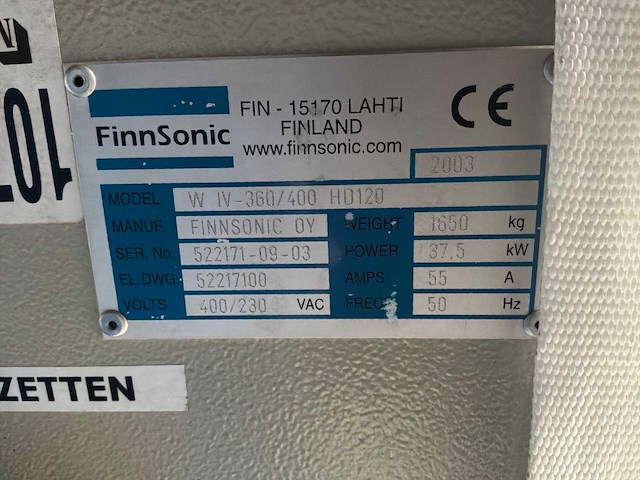 FinnSonic
FIN - 15170 LAHTI
FINLAND
www.finnsonic.com
CE
2003
MODEL W IV-360/400 HD120
MANUF. FINNSONIC OY WEIGHT 1650 kg
SER. No. 522171-09-03 POWER 37.5 kW
EL.DWG 52217100 AMPS 55 A
VOLTS 400/230 VAC FREQ 50 Hz
ZETTEN